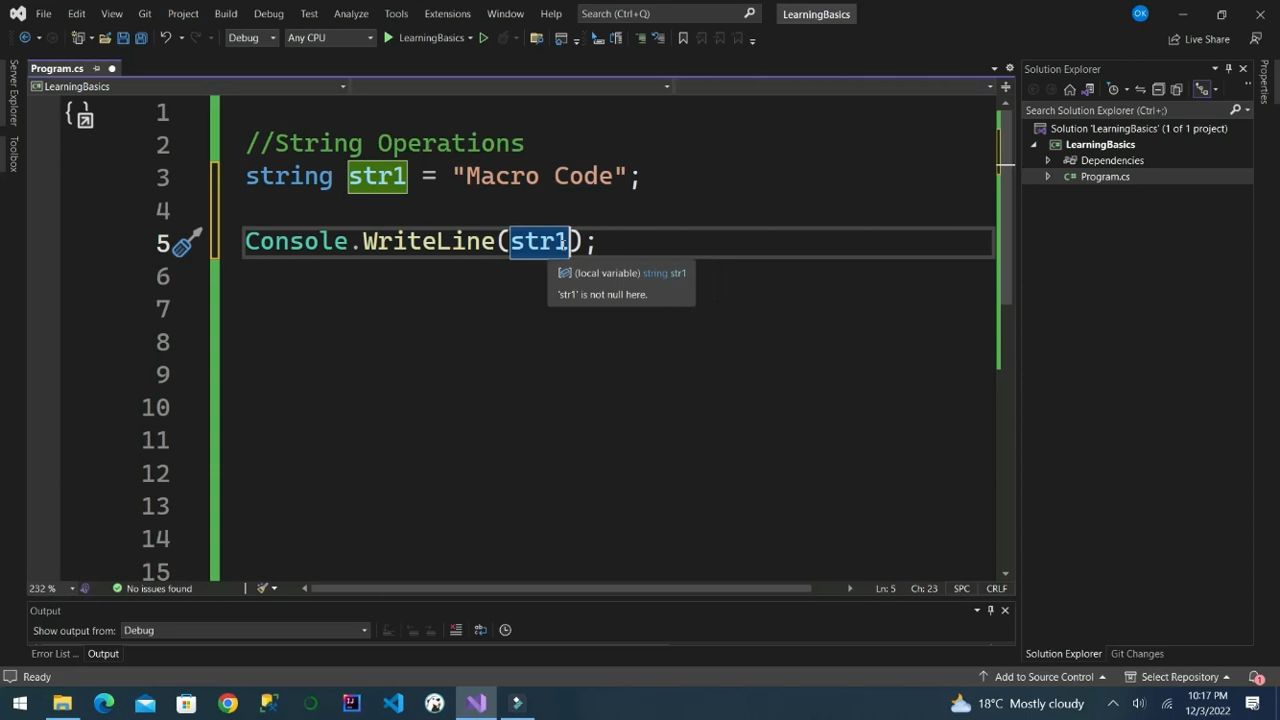 File Edit View Git Project Build Debug Test Analyze Tools Extensions Window Help Search (Ctrl+Q) LearningBasics OK
Debug Any CPU LearningBasics Live Share
Server Explorer
Toolbox
Program.cs
LearningBasics
1
2 //String Operations
3 string str1 = "Macro Code";
4
5 Console.WriteLine(str1);
(local variable) string str1
'str1' is not null here.
6
7
8
9
10
11
12
13
14
15
232 % No issues found Ln: 5 Ch: 23 SPC CRLF
Output
Show output from: Debug
Error List ... Output
Solution Explorer
Search Solution Explorer (Ctrl+;)
Solution 'LearningBasics' (1 of 1 project)
LearningBasics
Dependencies
Program.cs
Solution Explorer Git Changes
Properties
Ready Add to Source Control Select Repository 1
18°C Mostly cloudy 10:17 PM
12/3/2022